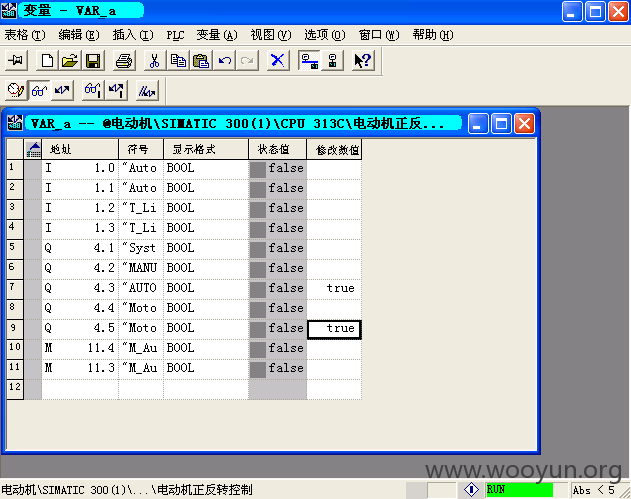 变量 - VAR_a
表格(T) 编辑(E) 插入(I) PLC 变量(A) 视图(V) 选项(O) 窗口(W) 帮助(H)
VAR_a -- @电动机\SIMATIC 300(1)\CPU 313C\电动机正反...
地址 符号 显示格式 状态值 修改数值
1 I 1.0 "Auto BOOL false
2 I 1.1 "Auto BOOL false
3 I 1.2 "T_Li BOOL false
4 I 1.3 "T_Li BOOL false
5 Q 4.1 "Syst BOOL false
6 Q 4.2 "MANU BOOL false
7 Q 4.3 "AUTO BOOL false true
8 Q 4.4 "Moto BOOL false
9 Q 4.5 "Moto BOOL false true
10 M 11.4 "M_Au BOOL false
11 M 11.3 "M_Au BOOL false
12
www.wooyun.org
电动机\SIMATIC 300(1)\...\电动机正反转控制 RUN Abs < 5